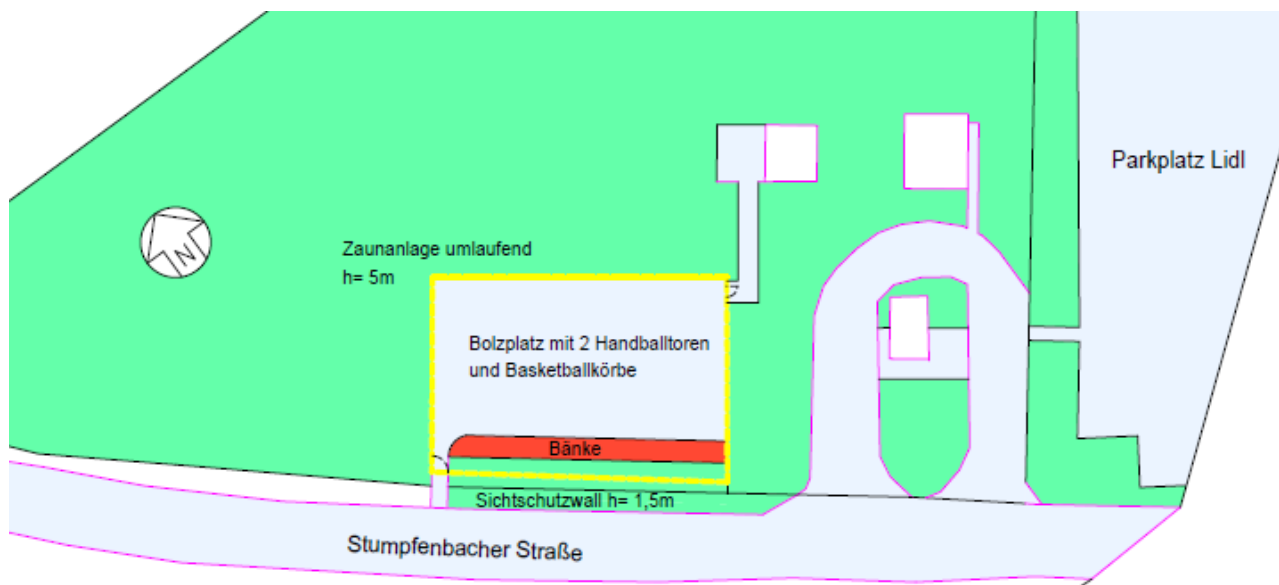 Parkplatz Lidl
Zaunanlage umlaufend
h= 5m
N
Bolzplatz mit 2 Handballtoren
und Basketballkörbe
Bänke
Sichtschutzwall h= 1,5m
Stumpfenbacher Straße